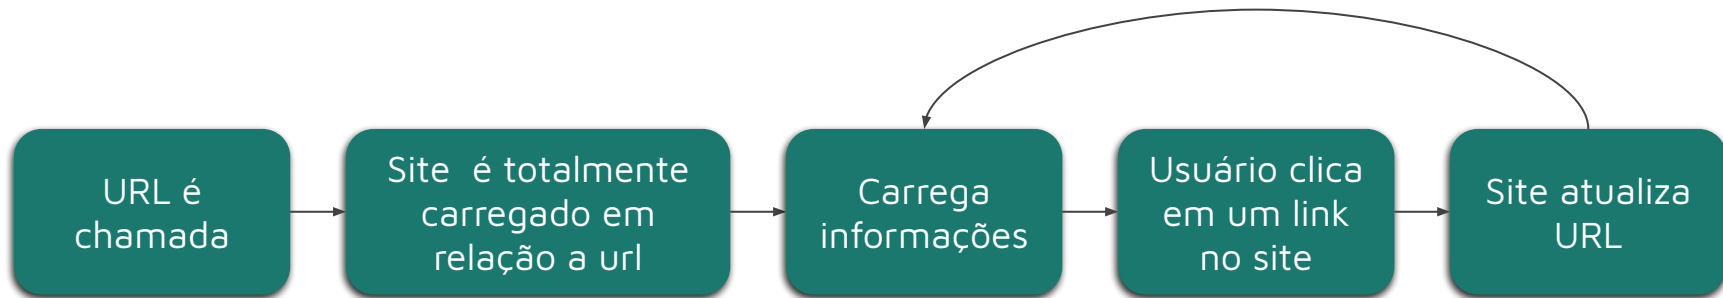 URL é
chamada
Site é totalmente
carregado em
relação a url
Carrega
informações
Usuário clica
em um link
no site
Site atualiza
URL